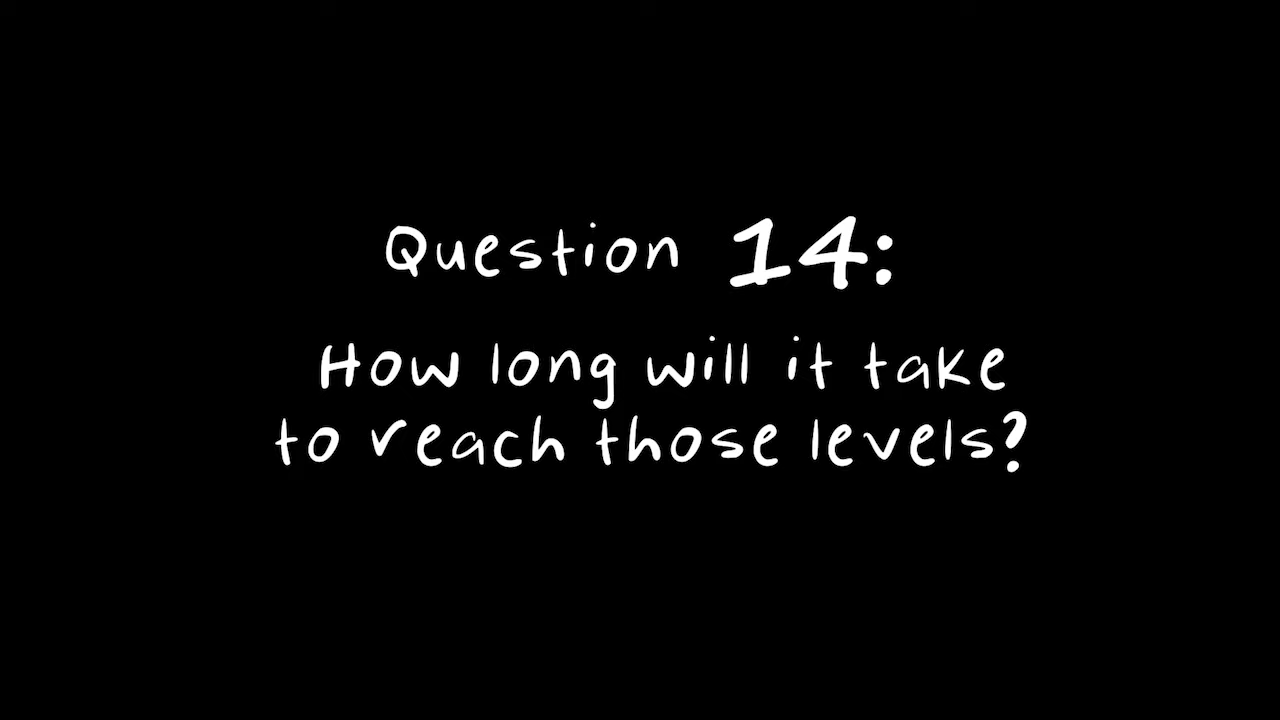 Question 14:
How long will it take
to reach those levels?